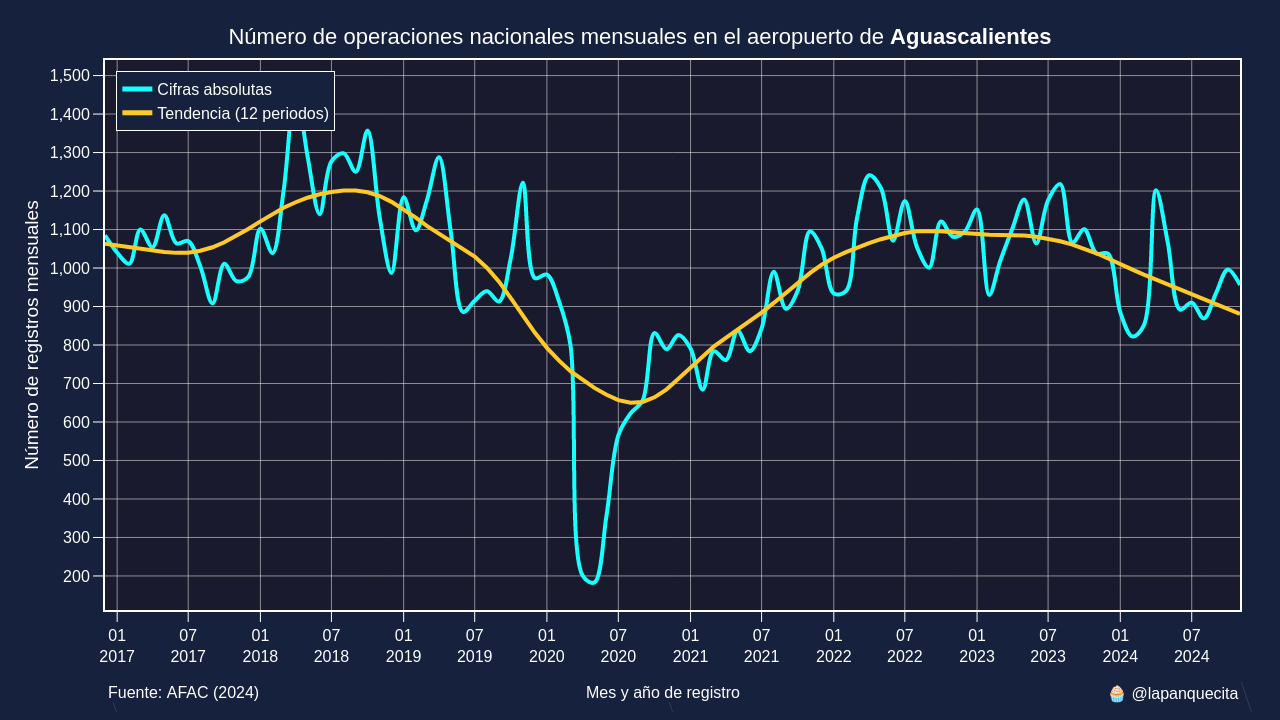 Número de operaciones nacionales mensuales en el aeropuerto de Aguascalientes
Cifras absolutas
Tendencia (12 periodos)
Número de registros mensuales
1,500
1,400
1,300
1,200
1,100
1,000
900
800
700
600
500
400
300
200
01 07 01 07 01 07 01 07 01 07 01 07 01 07 01 07
2017 2017 2018 2018 2019 2019 2020 2020 2021 2021 2022 2022 2023 2023 2024 2024
Fuente: AFAC (2024) Mes y año de registro 🧁 @lapanquecita